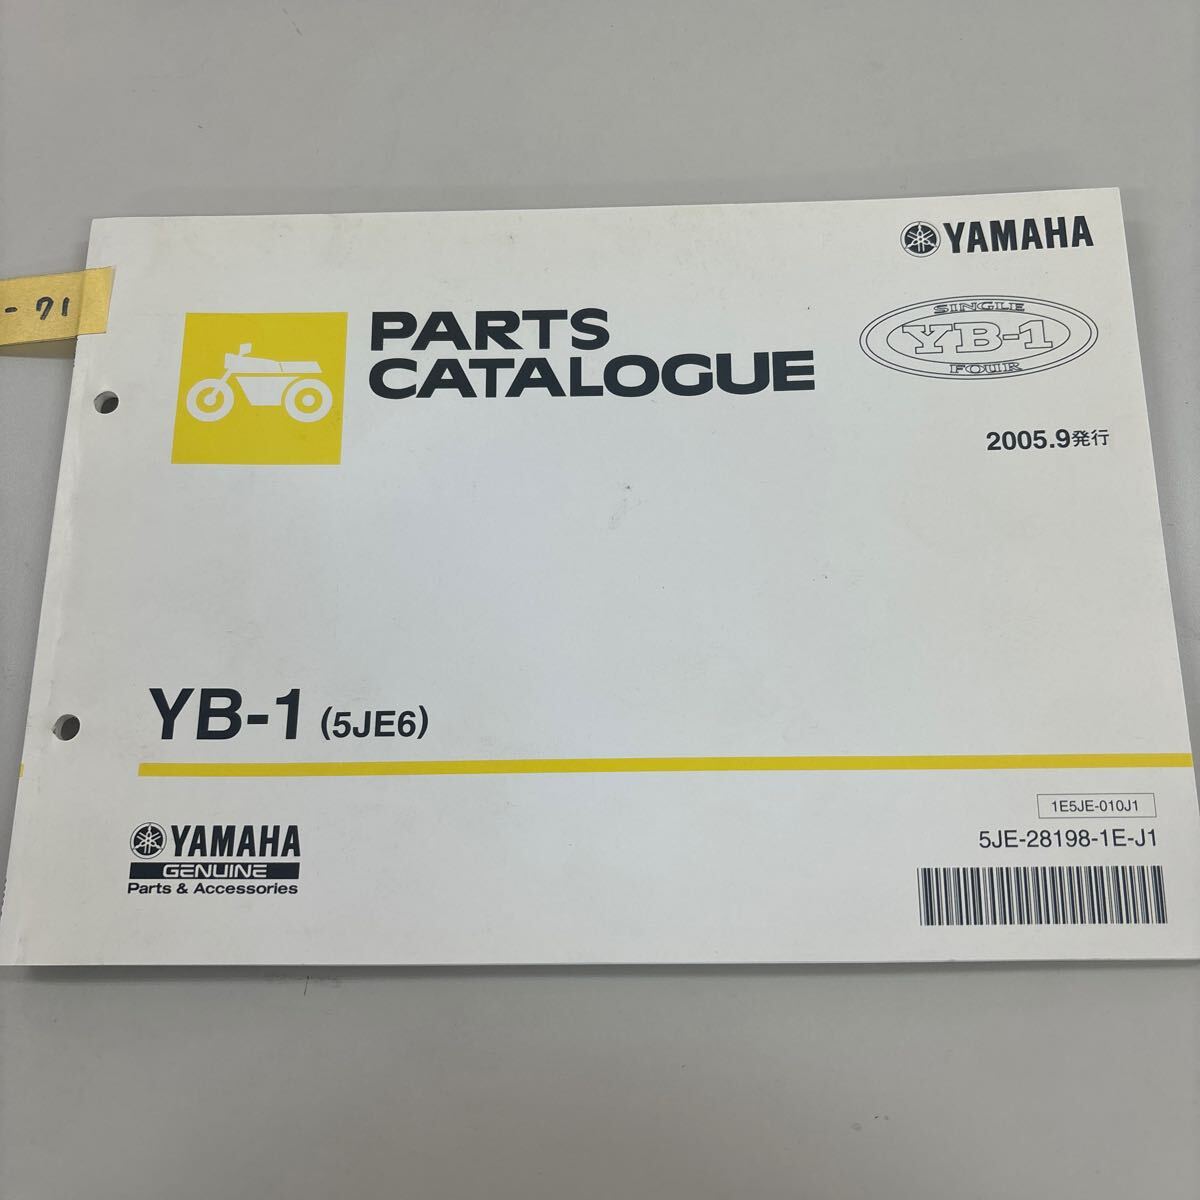 YAMAHA
- 71
PARTS
CATALOGUE
SINGLE
YB-1
FOUR
2005.9発行
YB-1 (5JE6)
1E5JE-010J1
5JE-28198-1E-J1
YAMAHA
GENUINE
Parts & Accessories